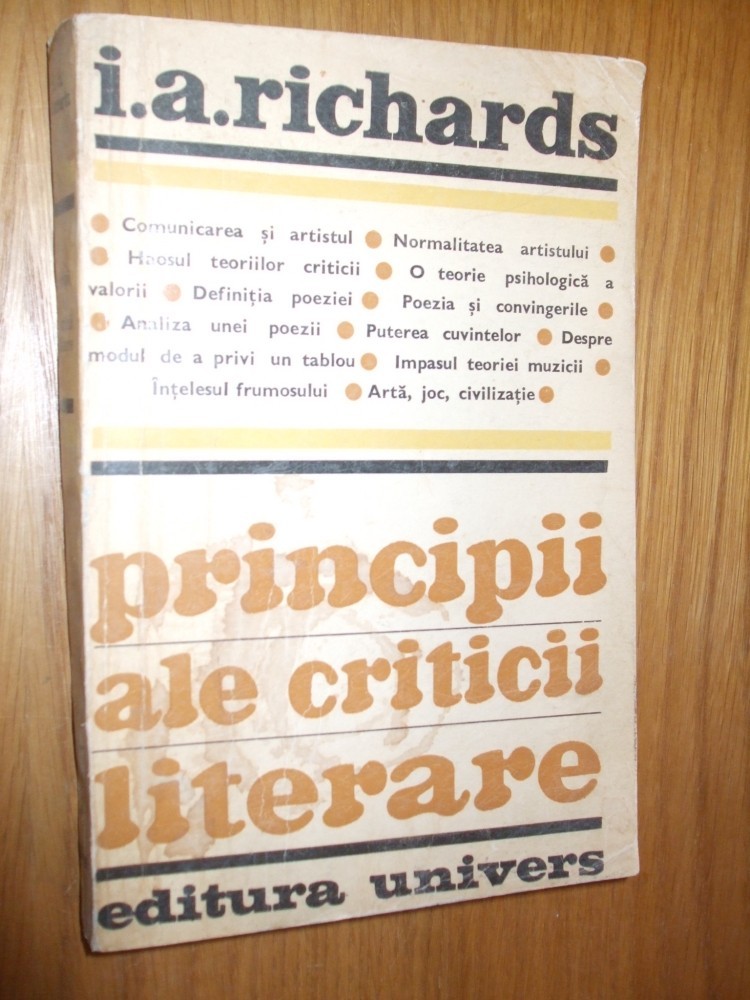 i.a.richards
● Comunicarea și artistul ● Normalitatea artistului ●
● Haosul teoriilor criticii ● O teorie psihologică a
valorii ● Definiția poeziei ● Poezia și convingerile ●
● Analiza unei poezii ● Puterea cuvintelor ● Despre
modul de a privi un tablou ● Impasul teoriei muzicii ●
Înțelesul frumosului ● Artă, joc, civilizație ●
principii
ale criticii
literare
editura univers